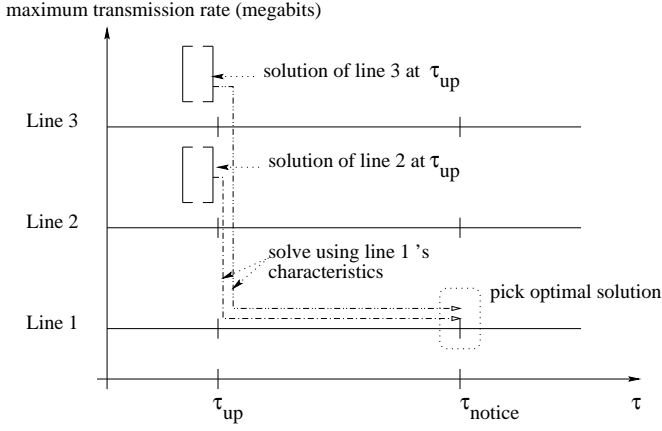 maximum transmission rate (megabits)
solution of line 3 at τup
Line 3
solution of line 2 at τup
Line 2
solve using line 1 's
characteristics
pick optimal solution
Line 1
τup
τnotice
τ